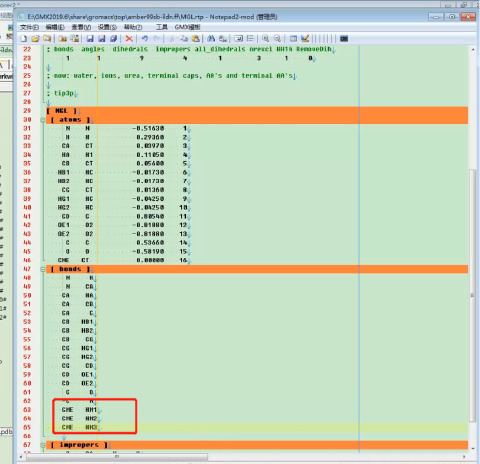 E:\GMX2019.6\share\gromacs\top\amber99sb-ildn.ff\MGL.rtp - Notepad2-mod (管理员)
文件(F) 编辑(E) 查看(V) 设置(S) 帮助(?) 工具 GMX编辑
22 ; bonds angles dihedrals impropers all_dihedrals nrexcl HH14 RemoveDih
23 1 1 9 4 1 3 1 0
24
25 ; now: water, ions, urea, terminal caps, AA's and terminal AA's
26
27 ; tip3p
28
29 [ MGL ]
30 [ atoms ]
31 N N -0.51630 1
32 H H 0.29360 2
33 CA CT 0.03970 3
34 HA H1 0.11050 4
35 CB CT 0.05600 5
36 HB1 HC -0.01730 6
37 HB2 HC -0.01730 7
38 CG CT 0.01360 8
39 HG1 HC -0.04250 9
40 HG2 HC -0.04250 10
41 CD C 0.80540 11
42 OE1 O2 -0.81880 12
43 OE2 O2 -0.81880 13
44 C C 0.53660 14
45 O O -0.58190 15
46 CME CT 0.00000 16
47 [ bonds ]
48 N H
49 N CA
50 CA HA
51 CA CB
52 CA C
53 CB HB1
54 CB HB2
55 CB CG
56 CG HG1
57 CG HG2
58 CG CD
59 CD OE1
60 CD OE2
61 C O
62 -C N
63 CME HM1
64 CME HM2
65 CME HM3
66
67 [ impropers ]